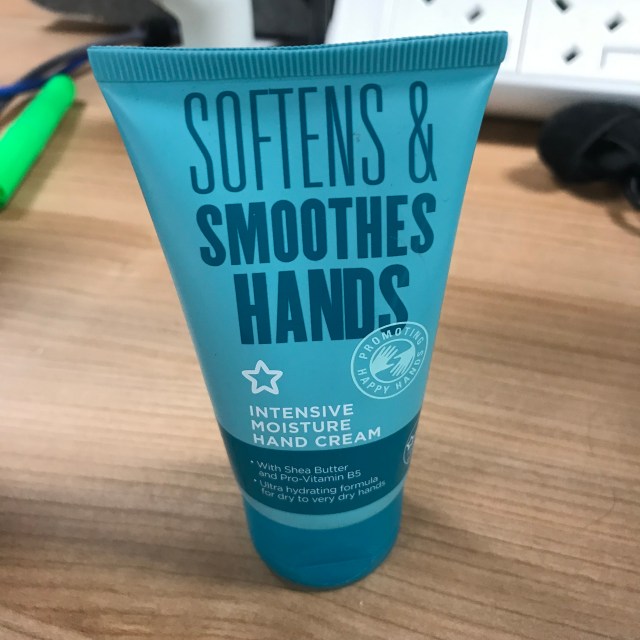 SOFTENS &
SMOOTHES
HANDS
PROMOTING
HAPPY HANDS
INTENSIVE
MOISTURE
HAND CREAM
• With Shea Butter
and Pro-Vitamin B5
• Ultra hydrating formula
for dry to very dry hands